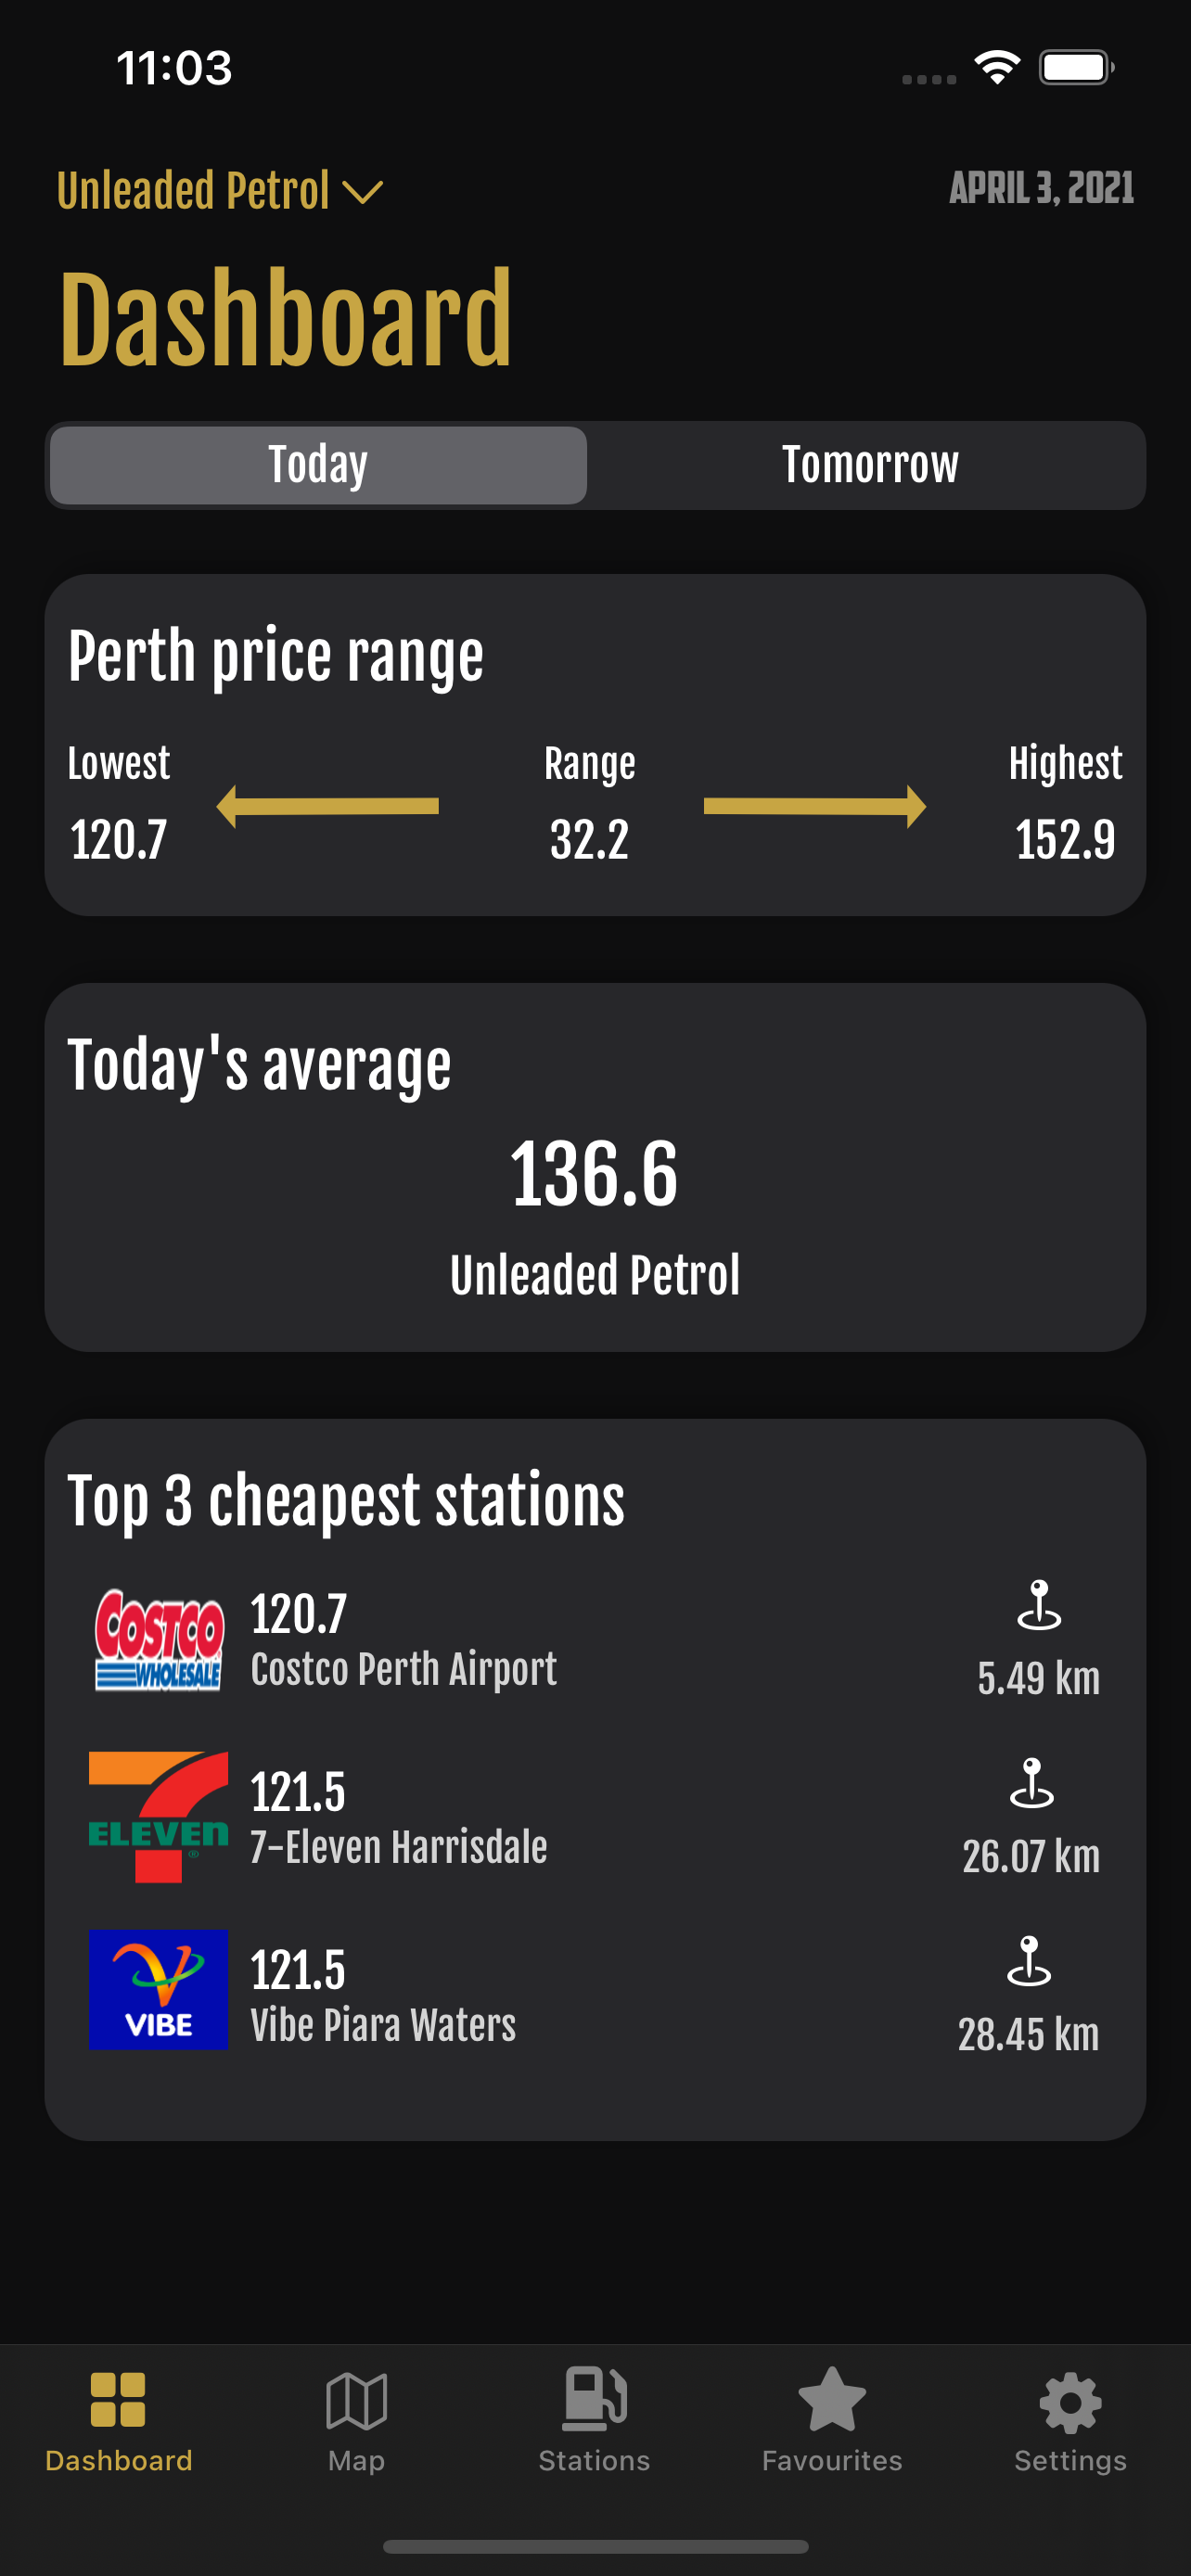 11:03
Unleaded Petrol
APRIL 3, 2021
Dashboard
Today
Tomorrow
Perth price range
Lowest
Range
Highest
120.7
32.2
152.9
Today's average
136.6
Unleaded Petrol
Top 3 cheapest stations
COSTCO
WHOLESALE
120.7
Costco Perth Airport
5.49 km
7
ELEVEn
®
121.5
7-Eleven Harrisdale
26.07 km
VIBE
121.5
Vibe Piara Waters
28.45 km
Dashboard
Map
Stations
Favourites
Settings